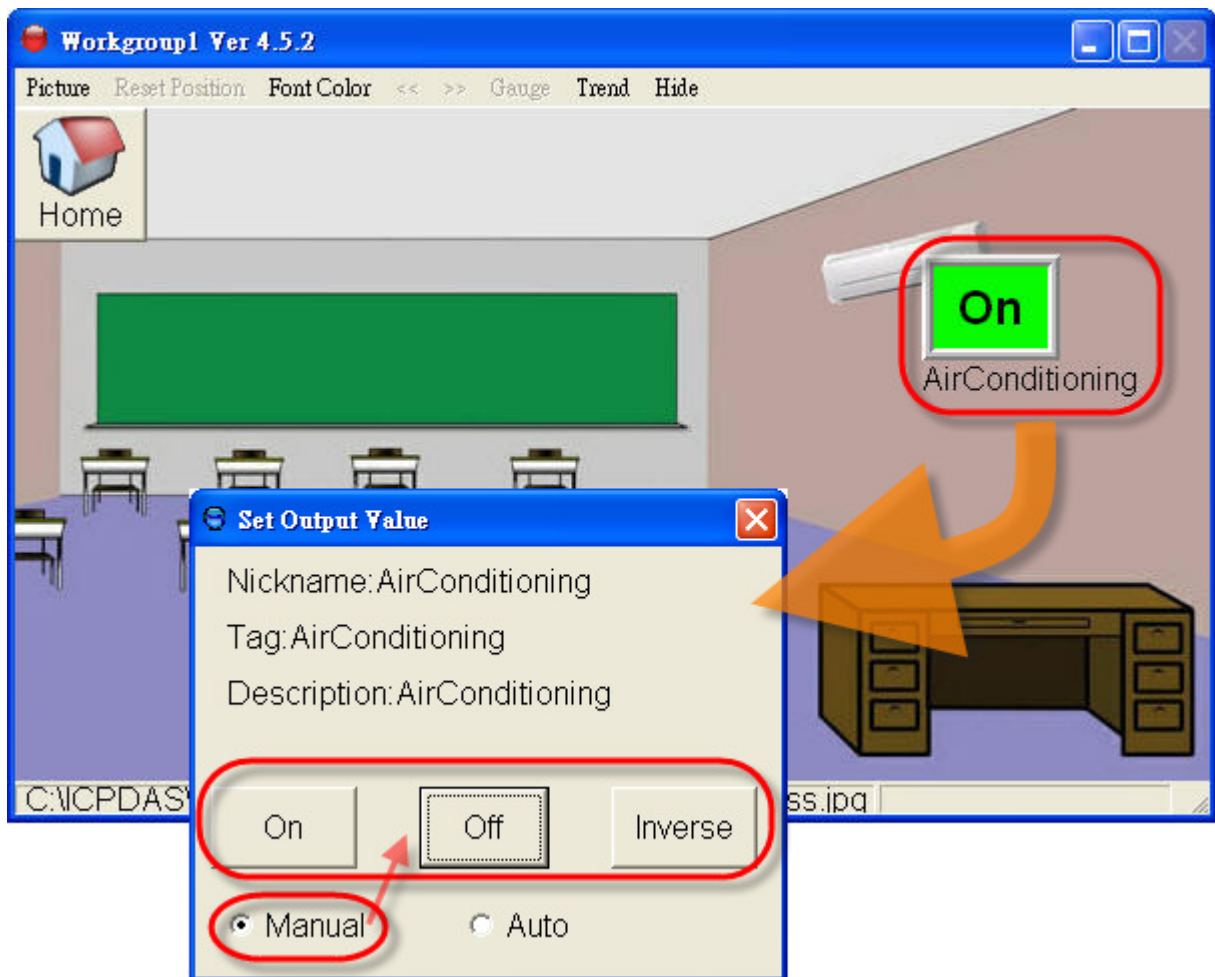 Workgroup1 Ver 4.5.2
Picture Reset Position Font Color << >> Gauge Trend Hide
Home
On
AirConditioning
Set Output Value
Nickname:AirConditioning
Tag:AirConditioning
Description:AirConditioning
C:\ICPDAS\ ss.jpg
On Off Inverse
Manual Auto